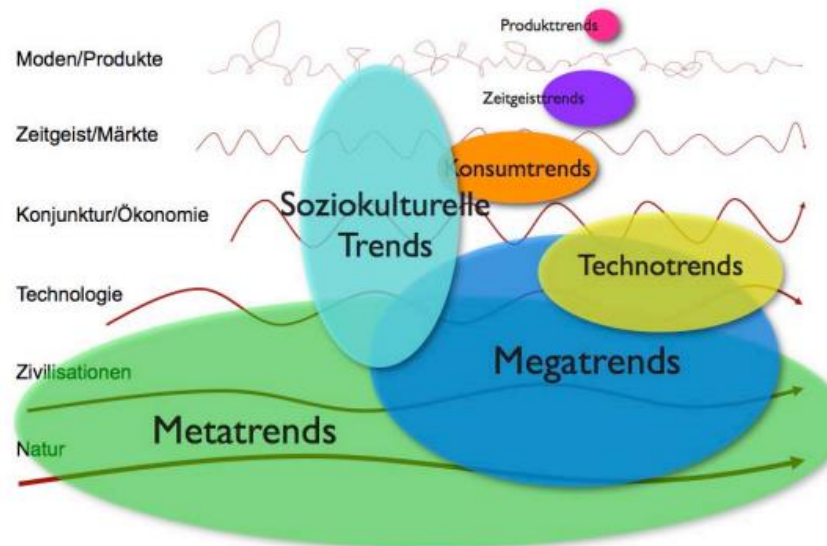 Produkttrends
Moden/Produkte
Zeitgeisttrends
Zeitgeist/Märkte
Konsumtrends
Konjunktur/Ökonomie
Soziokulturelle
Trends
Technotrends
Technologie
Megatrends
Zivilisationen
Metatrends
Natur